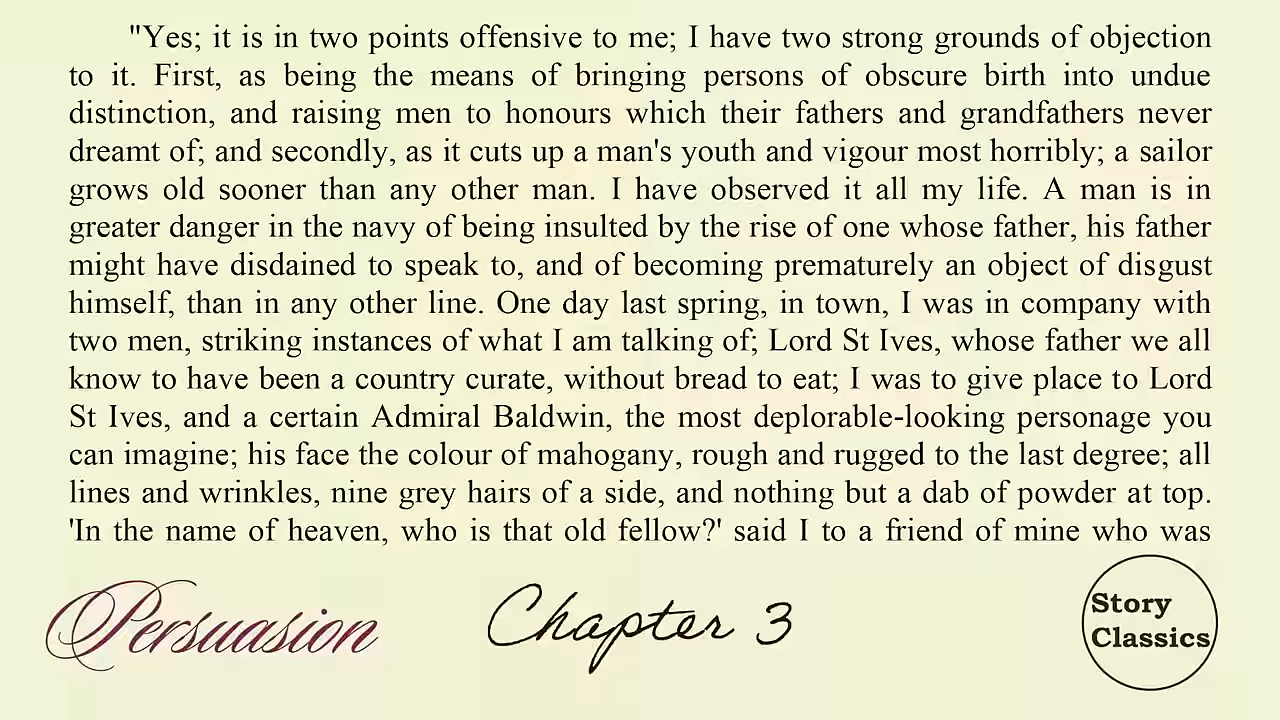 "Yes; it is in two points offensive to me; I have two strong grounds of objection
to it. First, as being the means of bringing persons of obscure birth into undue
distinction, and raising men to honours which their fathers and grandfathers never
dreamt of; and secondly, as it cuts up a man's youth and vigour most horribly; a sailor
grows old sooner than any other man. I have observed it all my life. A man is in
greater danger in the navy of being insulted by the rise of one whose father, his father
might have disdained to speak to, and of becoming prematurely an object of disgust
himself, than in any other line. One day last spring, in town, I was in company with
two men, striking instances of what I am talking of; Lord St Ives, whose father we all
know to have been a country curate, without bread to eat; I was to give place to Lord
St Ives, and a certain Admiral Baldwin, the most deplorable-looking personage you
can imagine; his face the colour of mahogany, rough and rugged to the last degree; all
lines and wrinkles, nine grey hairs of a side, and nothing but a dab of powder at top.
'In the name of heaven, who is that old fellow?' said I to a friend of mine who was
Persuasion
Chapter 3
Story
Classics